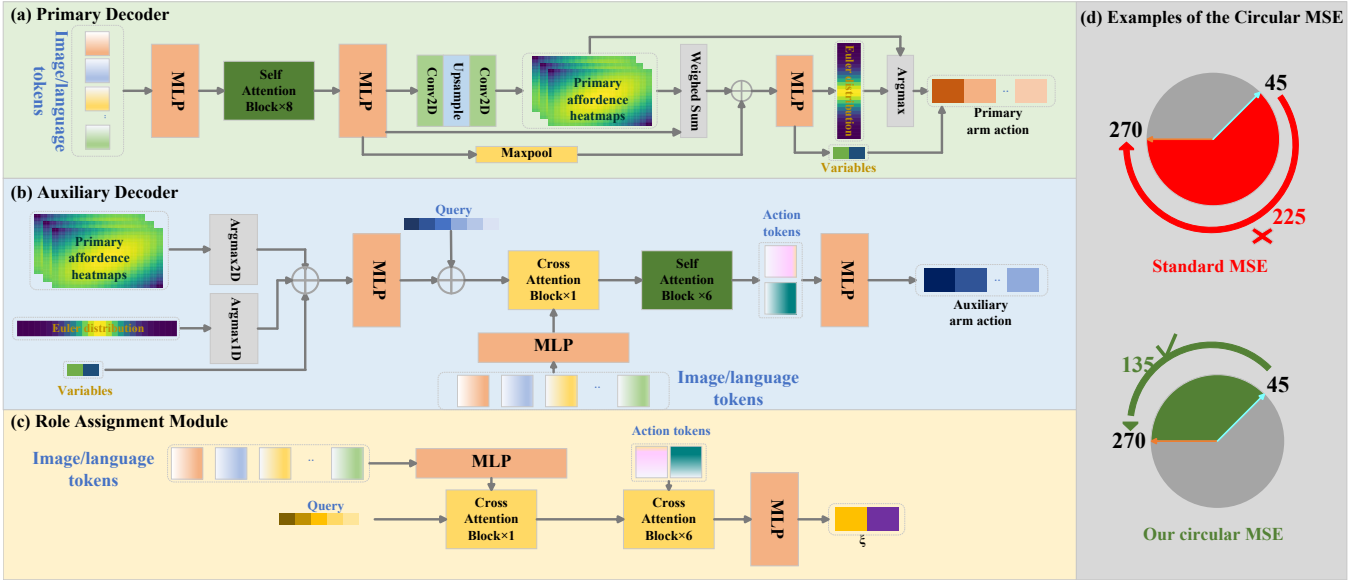 (a) Primary Decoder
Image/language
tokens
MLP
Self
Attention
Block×8
MLP
Conv2D
Upsample
Conv2D
Primary
affordence
heatmaps
Weighed Sum
MLP
Euler distribution
Argmax
Primary
arm action
Maxpool
Variables
(b) Auxiliary Decoder
Primary
affordence
heatmaps
Argmax2D
Euler distribution
Argmax1D
Variables
MLP
Query
Cross
Attention
Block×1
Self
Attention
Block ×6
Action
tokens
MLP
Auxiliary
arm action
MLP
Image/language
tokens
(c) Role Assignment Module
Image/language
tokens
MLP
Query
Cross
Attention
Block×1
Action tokens
Cross
Attention
Block×6
MLP
ξ
(d) Examples of the Circular MSE
45
270
225
Standard MSE
135
45
270
Our circular MSE